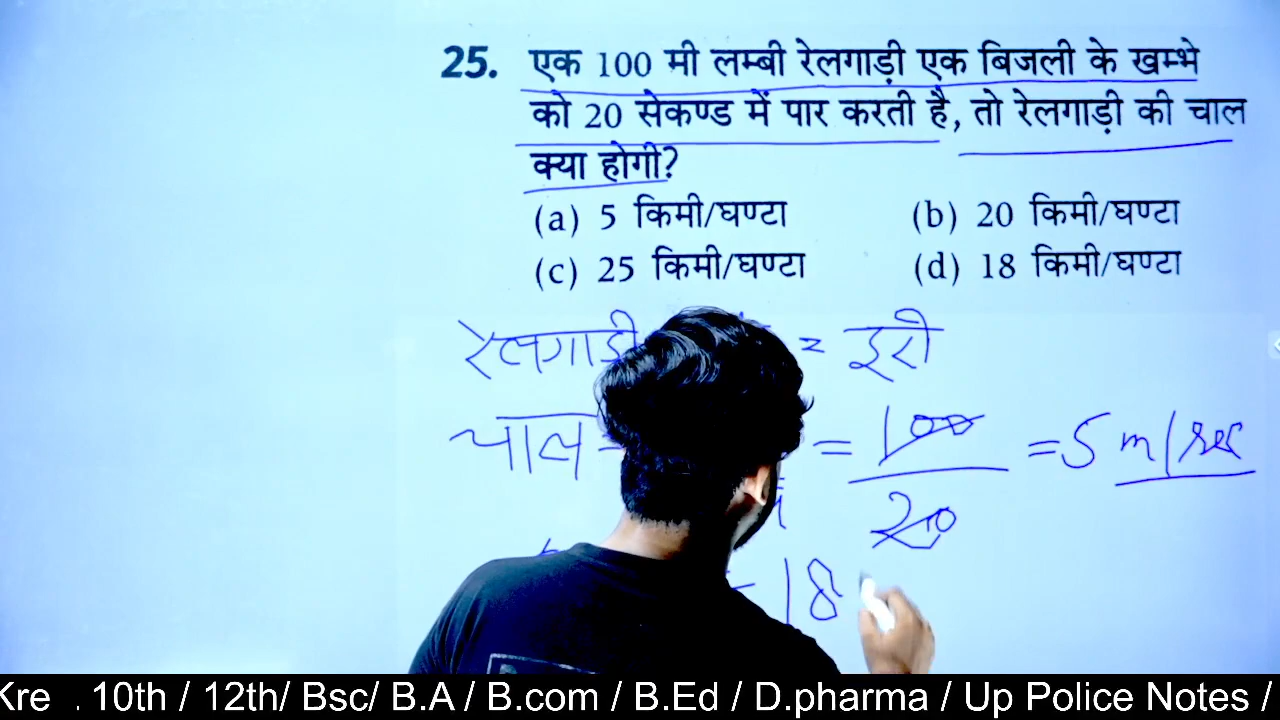 25. एक 100 मी लम्बी रेलगाड़ी एक बिजली के खम्भे
को 20 सेकण्ड में पार करती है, तो रेलगाड़ी की चाल
क्या होगी?
(a) 5 किमी/घण्टा (b) 20 किमी/घण्टा
(c) 25 किमी/घण्टा (d) 18 किमी/घण्टा
रेलगाडी = दूरी
चाल = 100/20 = 5 m/sec
= 18
Kre . 10th / 12th/ Bsc/ B.A / B.com / B.Ed / D.pharma / Up Police Notes /